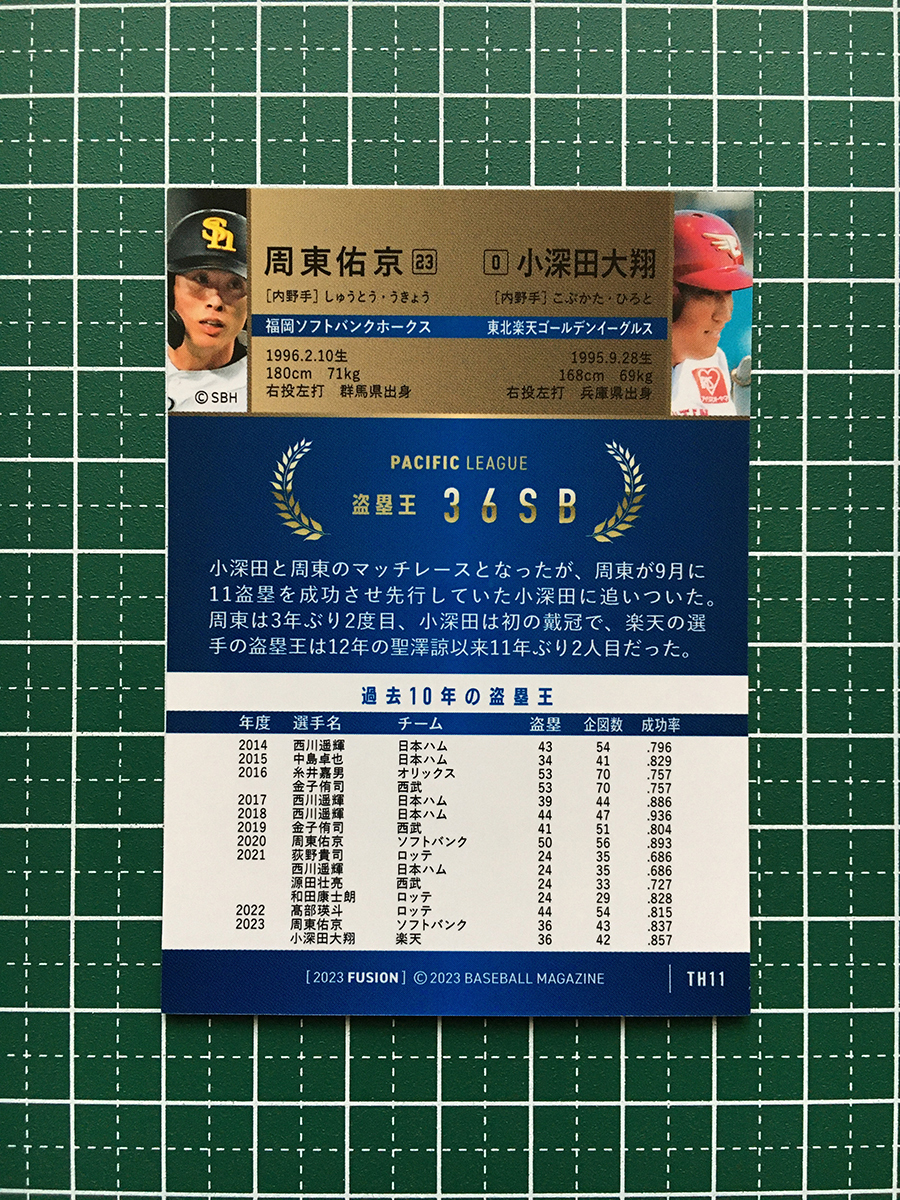 Sh
周東佑京 23
[内野手] しゅうとう・うきょう
福岡ソフトバンクホークス
1996.2.10生
180cm 71kg
右投左打 群馬県出身
©SBH
0 小深田大翔
[内野手] こぶかた・ひろと
東北楽天ゴールデンイーグルス
1995.9.28生
168cm 69kg
右投左打 兵庫県出身
PACIFIC LEAGUE
盗塁王 36SB
小深田と周東のマッチレースとなったが、周東が9月に
11盗塁を成功させ先行していた小深田に追いついた。
周東は3年ぶり2度目、小深田は初の戴冠で、楽天の選
手の盗塁王は12年の聖澤諒以来11年ぶり2人目だった。
過去10年の盗塁王
年度 選手名 チーム 盗塁 企図数 成功率
2014 西川遥輝 日本ハム 43 54 .796
2015 中島卓也 日本ハム 34 41 .829
2016 糸井嘉男 オリックス 53 70 .757
金子侑司 西武 53 70 .757
2017 西川遥輝 日本ハム 39 44 .886
2018 西川遥輝 日本ハム 44 47 .936
2019 金子侑司 西武 41 51 .804
2020 周東佑京 ソフトバンク 50 56 .893
2021 荻野貴司 ロッテ 24 35 .686
西川遥輝 日本ハム 24 35 .686
源田壮亮 西武 24 33 .727
和田康士朗 ロッテ 24 29 .828
2022 髙部瑛斗 ロッテ 44 54 .815
2023 周東佑京 ソフトバンク 36 43 .837
小深田大翔 楽天 36 42 .857
[2023 FUSION] ©2023 BASEBALL MAGAZINE
TH11